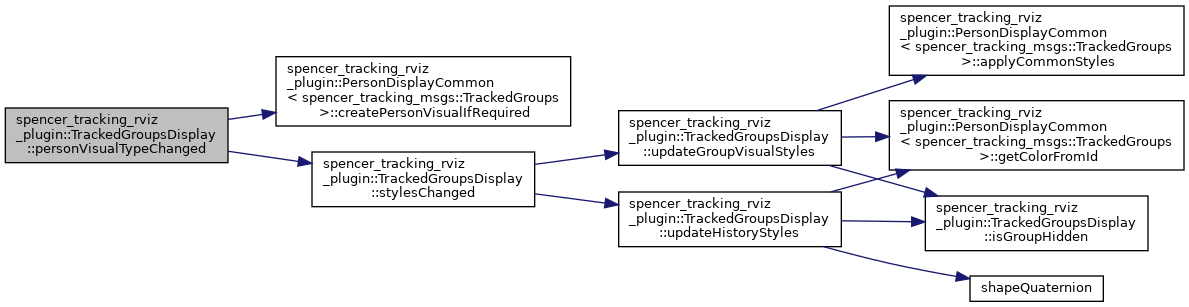 spencer_tracking_rviz
_plugin::TrackedGroupsDisplay
::personVisualTypeChanged
spencer_tracking_rviz
_plugin::PersonDisplayCommon
< spencer_tracking_msgs::TrackedGroups
>::createPersonVisualIfRequired
spencer_tracking_rviz
_plugin::TrackedGroupsDisplay
::stylesChanged
spencer_tracking_rviz
_plugin::TrackedGroupsDisplay
::updateGroupVisualStyles
spencer_tracking_rviz
_plugin::TrackedGroupsDisplay
::updateHistoryStyles
spencer_tracking_rviz
_plugin::PersonDisplayCommon
< spencer_tracking_msgs::TrackedGroups
>::applyCommonStyles
spencer_tracking_rviz
_plugin::PersonDisplayCommon
< spencer_tracking_msgs::TrackedGroups
>::getColorFromId
spencer_tracking_rviz
_plugin::TrackedGroupsDisplay
::isGroupHidden
shapeQuaternion